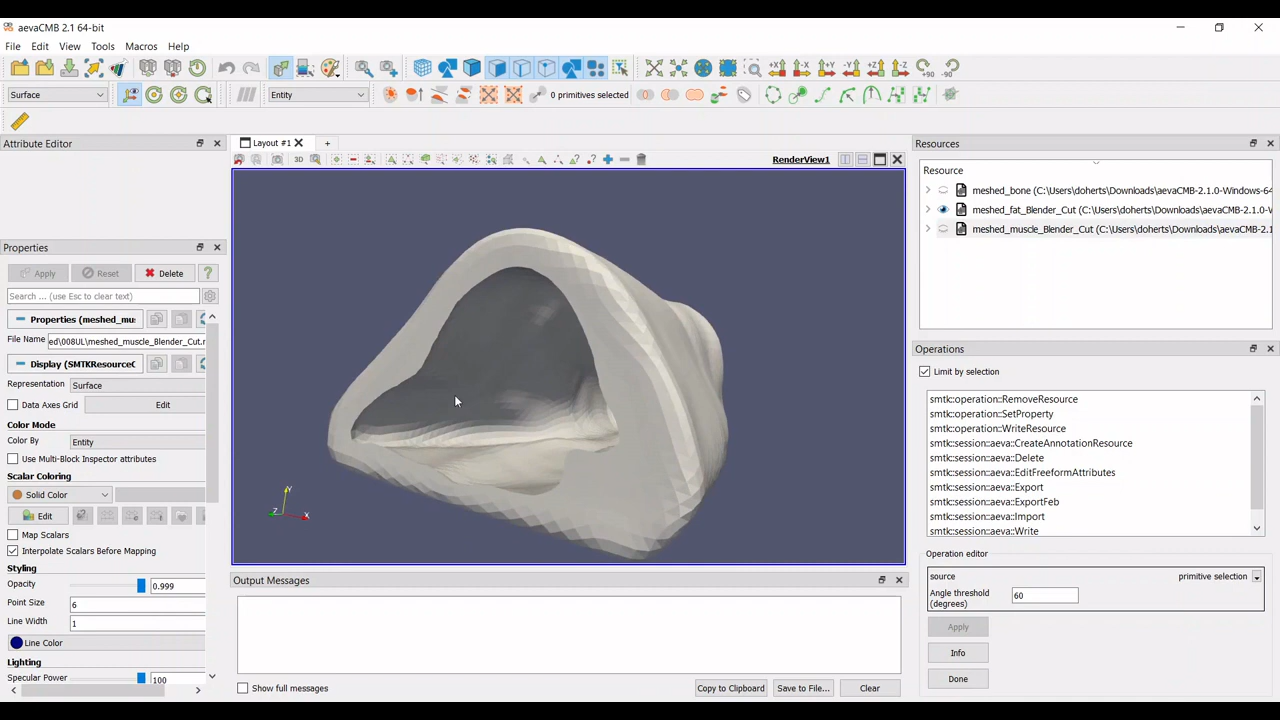 aevaCMB 2.1 64-bit
File Edit View Tools Macros Help
Surface
Entity
0 primitives selected
+X -X +Y -Y +Z -Z +90 -90
Attribute Editor
Layout #1
3D
RenderView1
Properties
Apply Reset Delete ?
Search ... (use Esc to clear text)
Properties (meshed_mu:
File Name ed\008UL\meshed_muscle_Blender_Cut.r
Display (SMTKResourceC
Representation Surface
Data Axes Grid Edit
Color Mode
Color By Entity
Use Multi-Block Inspector attributes
Scalar Coloring
Solid Color
Edit
Map Scalars
Interpolate Scalars Before Mapping
Styling
Opacity 0.999
Point Size 6
Line Width 1
Line Color
Lighting
Specular Power 100
Y
Z X
Output Messages
Show full messages
Copy to Clipboard Save to File... Clear
Resources
Resource
meshed_bone (C:\Users\doherts\Downloads\aevaCMB-2.1.0-Windows-64
meshed_fat_Blender_Cut (C:\Users\doherts\Downloads\aevaCMB-2.1.0-V
meshed_muscle_Blender_Cut (C:\Users\doherts\Downloads\aevaCMB-2.1
Operations
Limit by selection
smtk::operation::RemoveResource
smtk::operation::SetProperty
smtk::operation::WriteResource
smtk::session::aeva::CreateAnnotationResource
smtk::session::aeva::Delete
smtk::session::aeva::EditFreeformAttributes
smtk::session::aeva::Export
smtk::session::aeva::ExportFeb
smtk::session::aeva::Import
smtk::session::aeva::Write
Operation editor
source primitive selection
Angle threshold
(degrees) 60
Apply
Info
Done